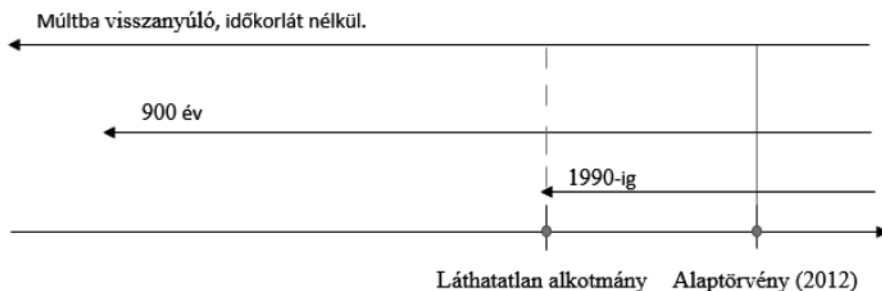 Múltba visszanyúló, időkorlát nélkül.
900 év
1990-ig
Láthatatlan alkotmány Alaptörvény (2012)